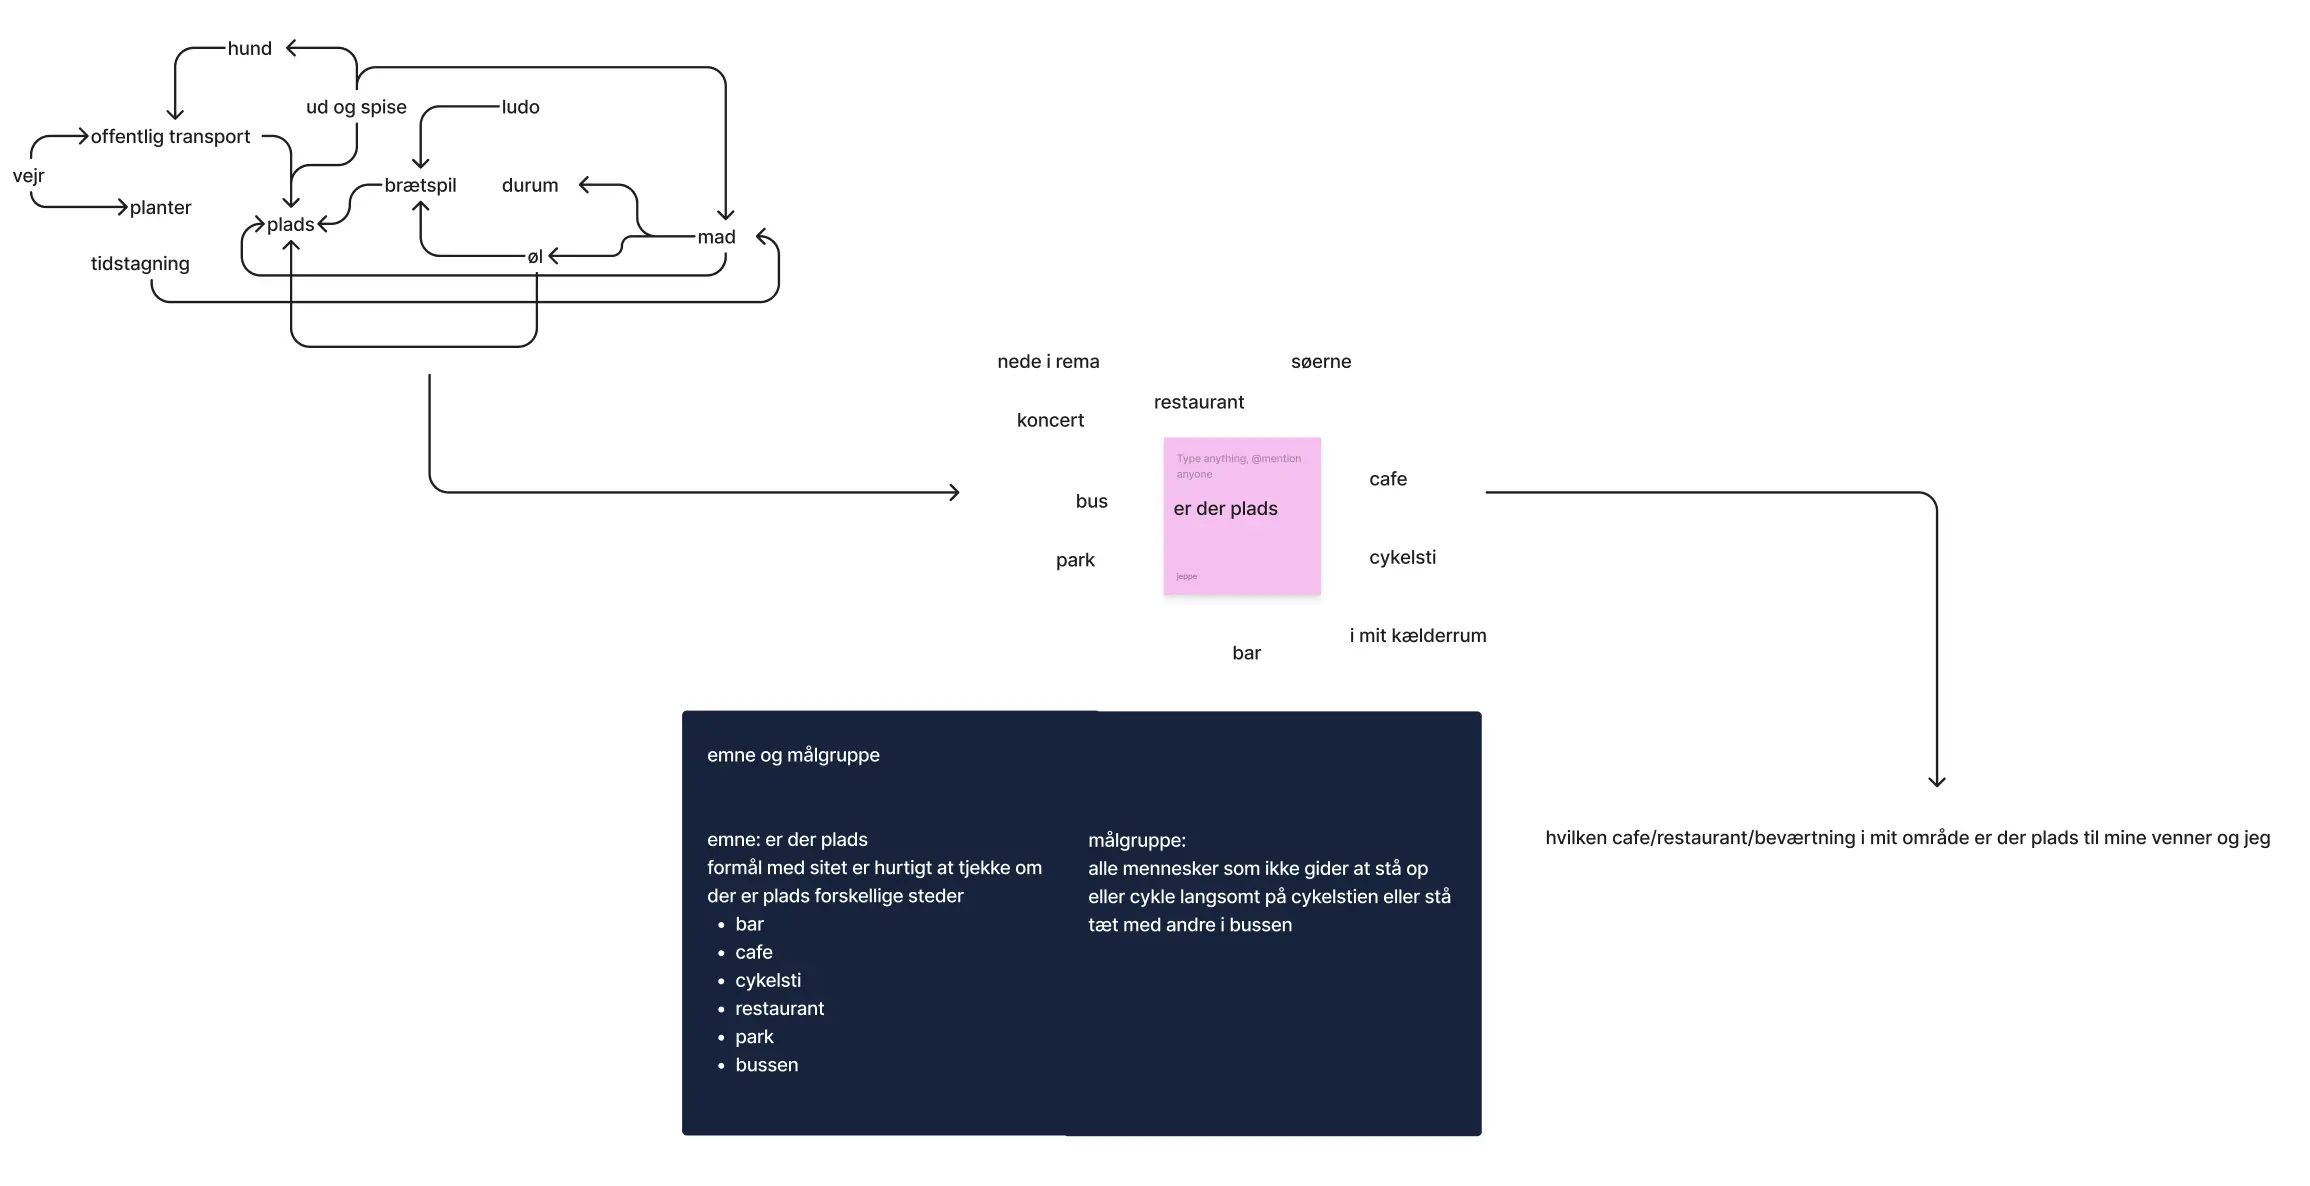 hund
ud og spise
ludo
offentlig transport
vejr
brætspil
durum
planter
plads
mad
øl
tidstagning
nede i rema
søerne
restaurant
koncert
Type anything, @mention
anyone
cafe
bus
er der plads
cykelsti
park
jeppe
i mit kælderrum
bar
emne og målgruppe
emne: er der plads
formål med sitet er hurtigt at tjekke om
der er plads forskellige steder
• bar
• cafe
• cykelsti
• restaurant
• park
• bussen
målgruppe:
alle mennesker som ikke gider at stå op
eller cykle langsomt på cykelstien eller stå
tæt med andre i bussen
hvilken cafe/restaurant/beværtning i mit område er der plads til mine venner og jeg